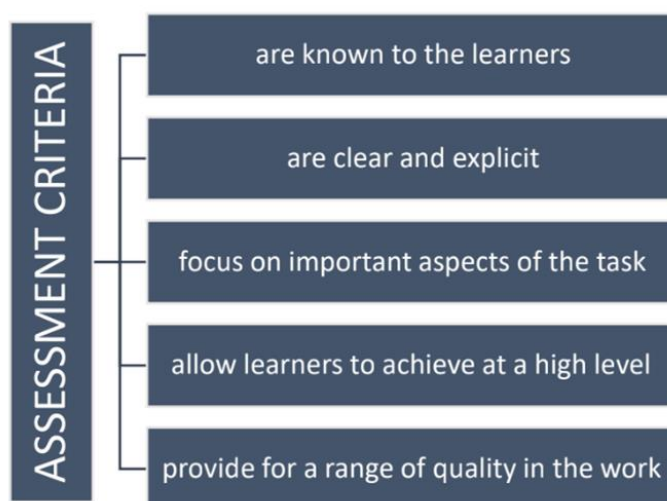 ASSESSMENT CRITERIA
are known to the learners
are clear and explicit
focus on important aspects of the task
allow learners to achieve at a high level
provide for a range of quality in the work